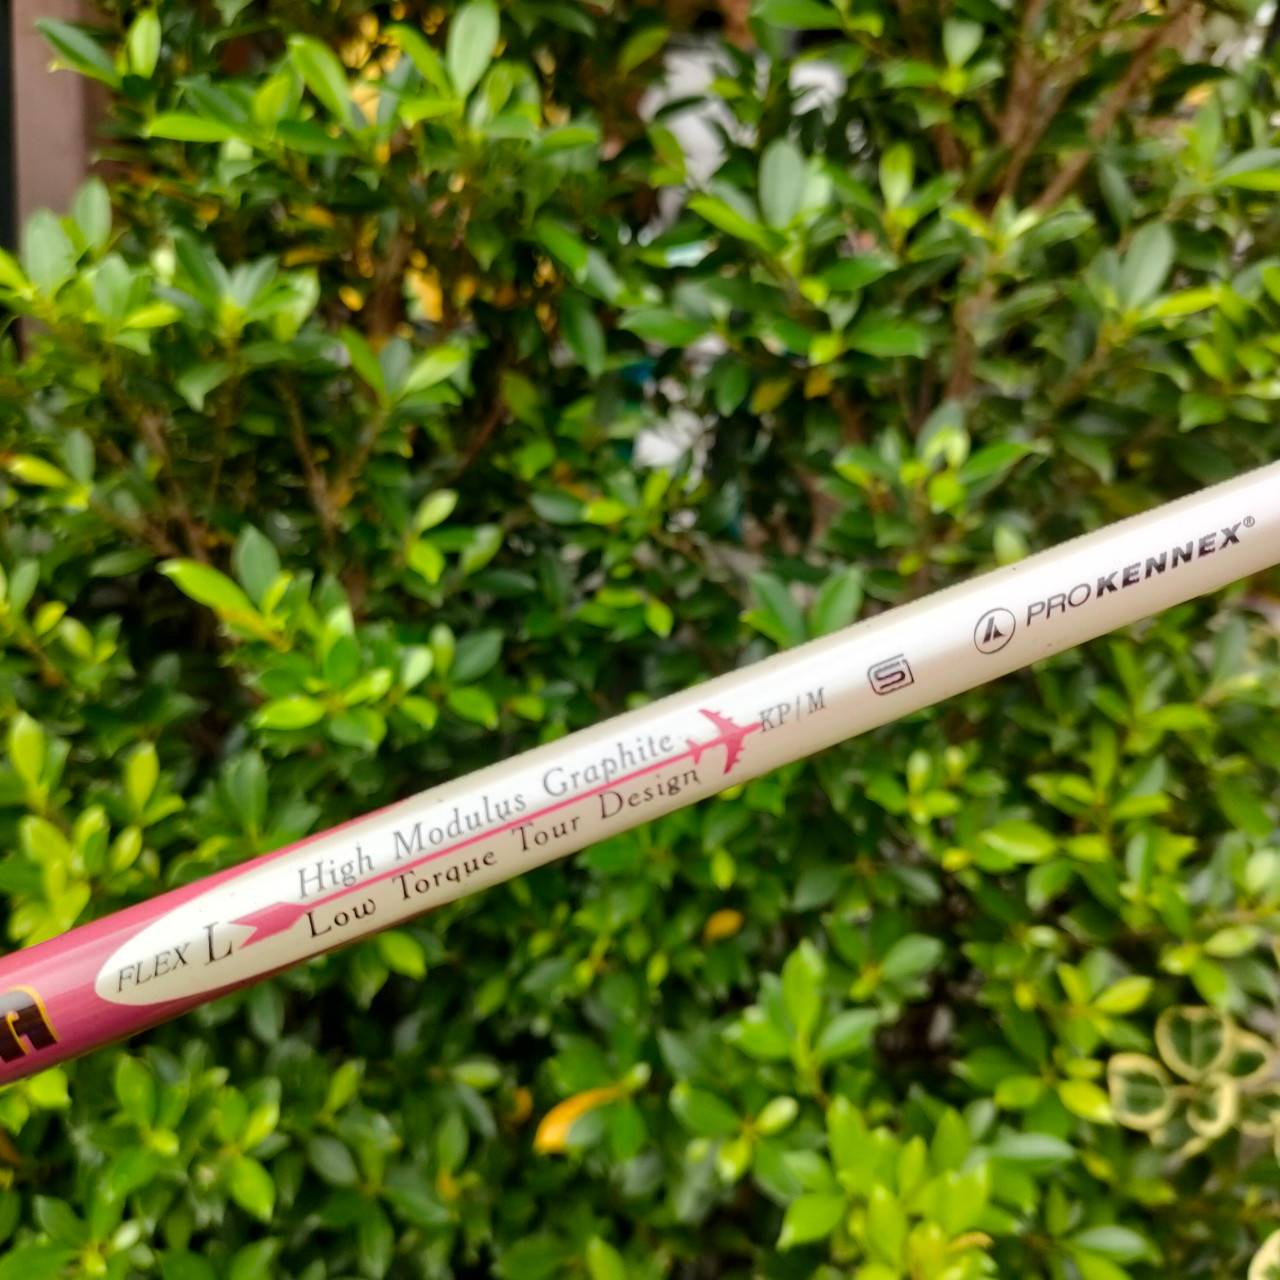 FLEX L
High Modulus Graphite
Low Torque Tour Design
KP/M
S
PROKENNEX®